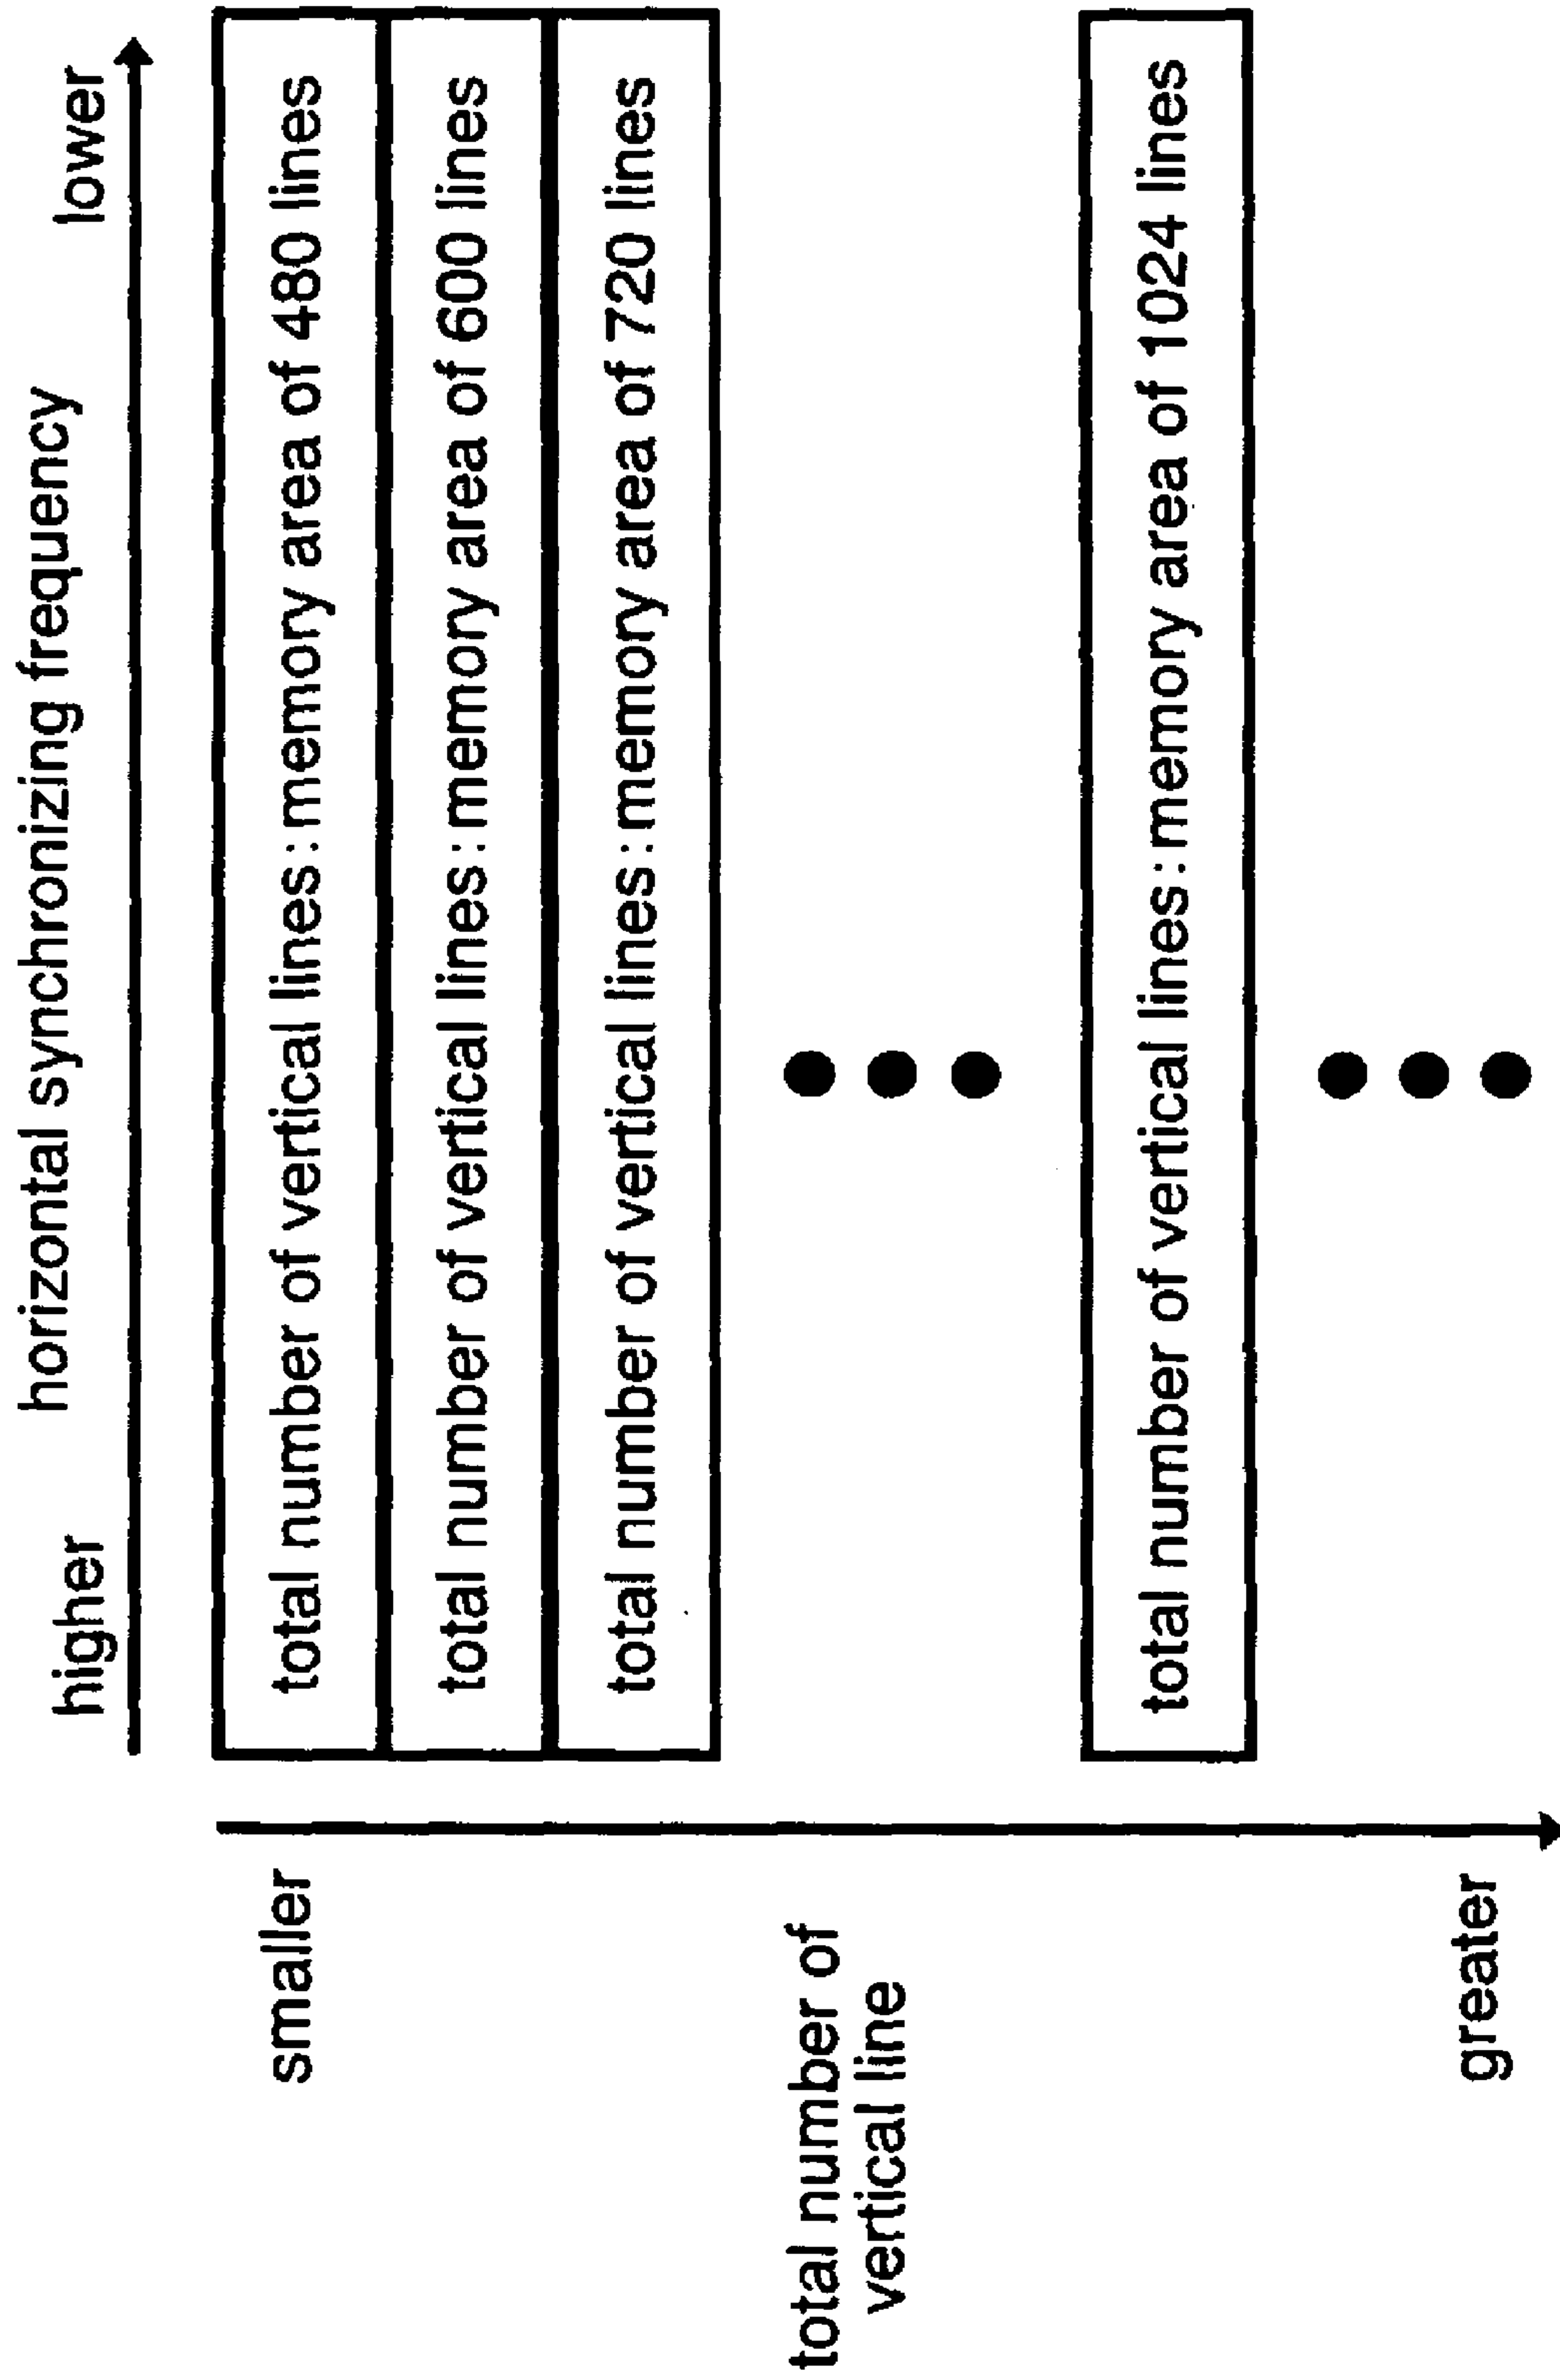 horizontal synchronizing frequency
higher
lower
smaller
total number of vertical lines:memory area of 480 lines
total number of vertical lines:memory area of 600 lines
total number of vertical lines:memory area of 720 lines
total number of
vertical line
total number of vertical lines:memory area of 1024 lines
greater